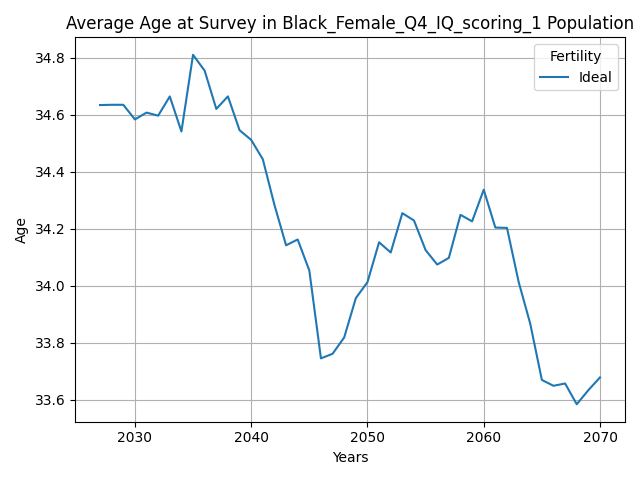 Average Age at Survey in Black_Female_Q4_IQ_scoring_1 Population
Fertility
Ideal
34.8
34.6
34.4
34.2
34.0
33.8
33.6
Age
2030 2040 2050 2060 2070
Years